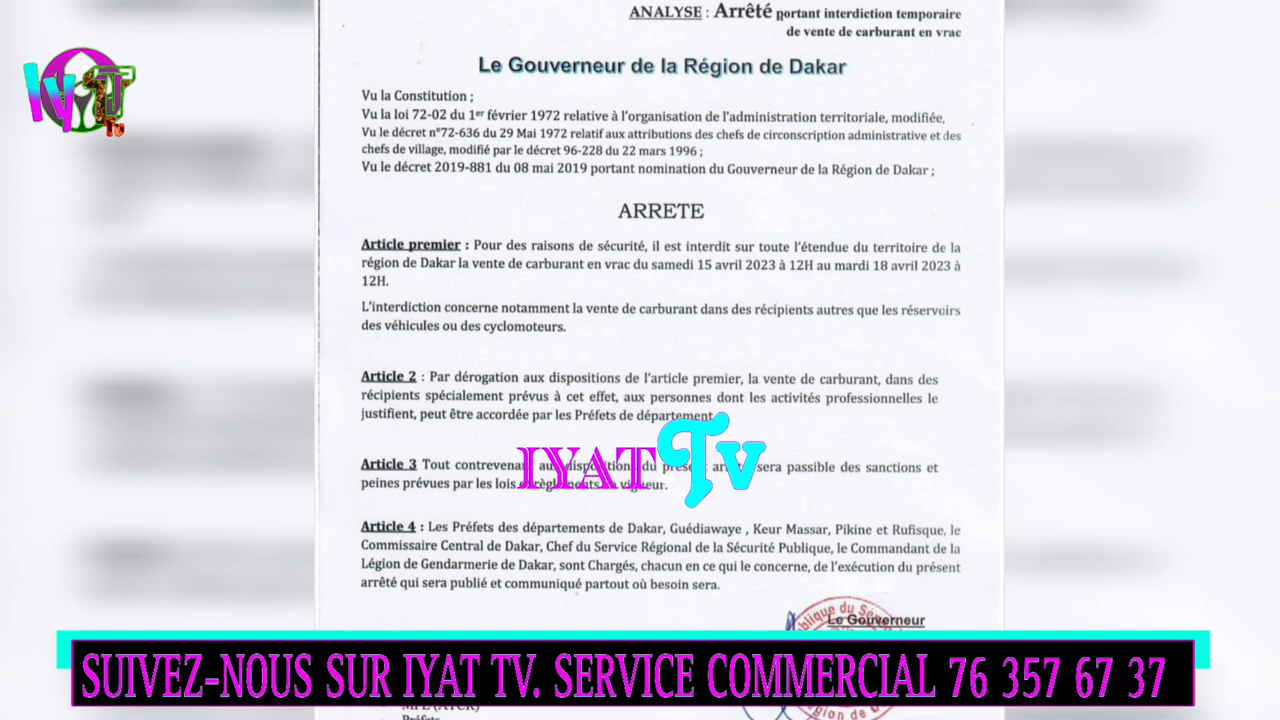 ANALYSE : Arrêté portant interdiction temporaire
de vente de carburant en vrac
Le Gouverneur de la Région de Dakar
IYAT TV
Vu la Constitution ;
Vu la loi 72-02 du 1er février 1972 relative à l'organisation de l'administration territoriale, modifiée,
Vu le décret n°72-636 du 29 Mai 1972 relatif aux attributions des chefs de circonscription administrative et des
chefs de village, modifié par le décret 96-228 du 22 mars 1996 ;
Vu le décret 2019-881 du 08 mai 2019 portant nomination du Gouverneur de la Région de Dakar ;
ARRETE
Article premier : Pour des raisons de sécurité, il est interdit sur toute l'étendue du territoire de la
région de Dakar la vente de carburant en vrac du samedi 15 avril 2023 à 12H au mardi 18 avril 2023 à
12H.
L'interdiction concerne notamment la vente de carburant dans des récipients autres que les réservoirs
des véhicules ou des cyclomoteurs.
Article 2 : Par dérogation aux dispositions de l'article premier, la vente de carburant, dans des
récipients spécialement prévus à cet effet, aux personnes dont les activités professionnelles le
justifient, peut être accordée par les Préfets de département
IYAT Tv
Article 3 Tout contrevenant aux dispositions du présent arrêté sera passible des sanctions et
peines prévues par les lois et règlements en vigueur.
Article 4 : Les Préfets des départements de Dakar, Guédiawaye , Keur Massar, Pikine et Rufisque, le
Commissaire Central de Dakar, Chef du Service Régional de la Sécurité Publique, le Commandant de la
Légion de Gendarmerie de Dakar, sont Chargés, chacun en ce qui le concerne, de l'exécution du présent
arrêté qui sera publié et communiqué partout où besoin sera.
Le Gouverneur
SUIVEZ-NOUS SUR IYAT TV. SERVICE COMMERCIAL 76 357 67 37